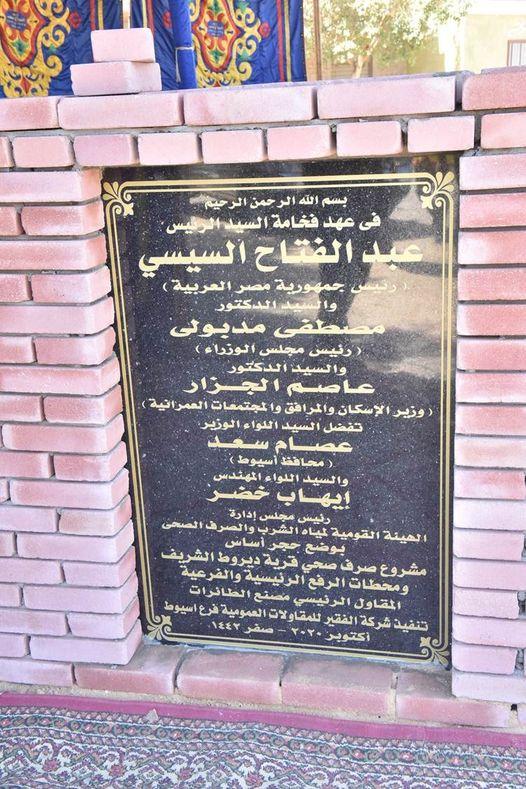 بسم الله الرحمن الرحيم
فى عهد فخامة السيد الرئيس
عبد الفتاح السيسي
( رئيس جمهورية مصر العربية )
والسيد الدكتور
مصطفى مدبولى
( رئيس مجلس الوزراء )
والسيد الدكتور
عاصم الجزار
( وزير الإسكان والمرافق والمجتمعات العمرانية )
تفضل السيد اللواء الوزير
عصام سعد
( محافظ أسيوط )
والسيد اللواء المهندس
إيهاب خضر
رئيس مجلس إدارة
الهيئة القومية لمياه الشرب والصرف الصحى
بوضع حجر أساس
مشروع صرف صحي قرية ديروط الشريف
ومحطات الرفع الرئيسية والفرعية
المقاول الرئيسي مصنع الطائرات
تنفيذ شركة الفقير للمقاولات العمومية فرع اسيوط
أكتوبر ٢٠٢٠ - صفر ١٤٤٢